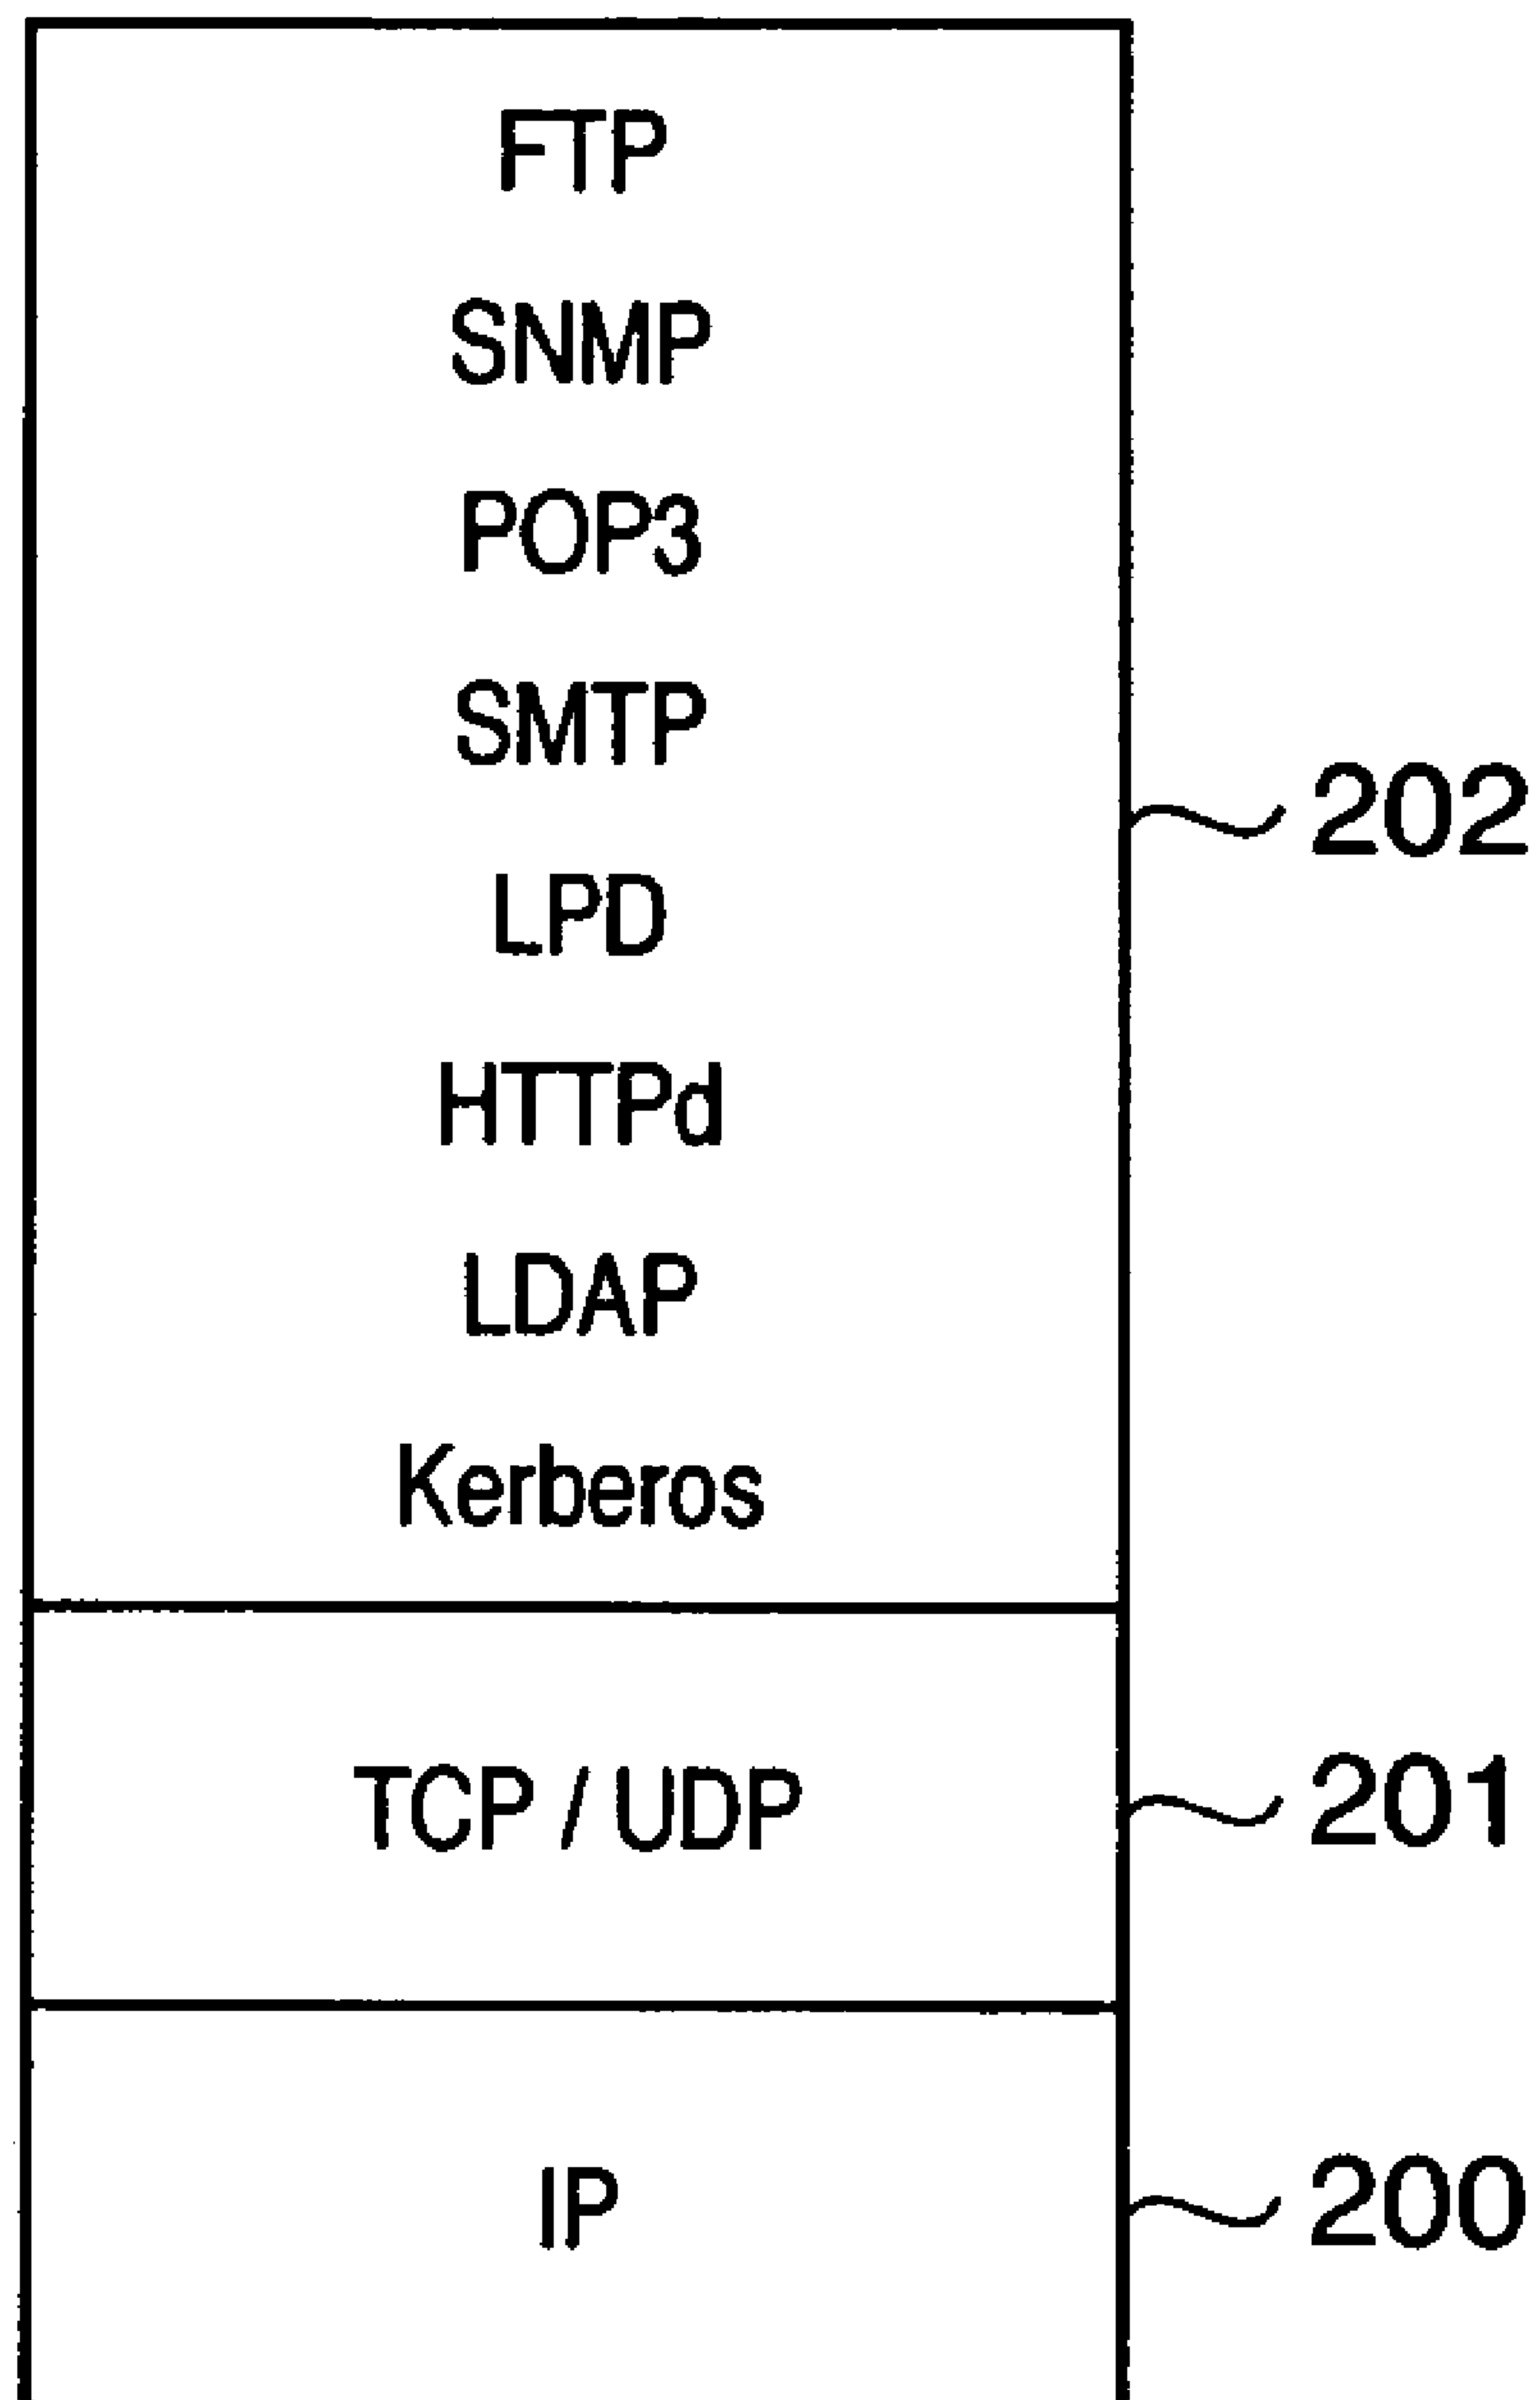 FTP
SNMP
POP3
SMTP
202
LPD
HTTPd
LDAP
Kerberos
TCP / UDP
201
IP
200